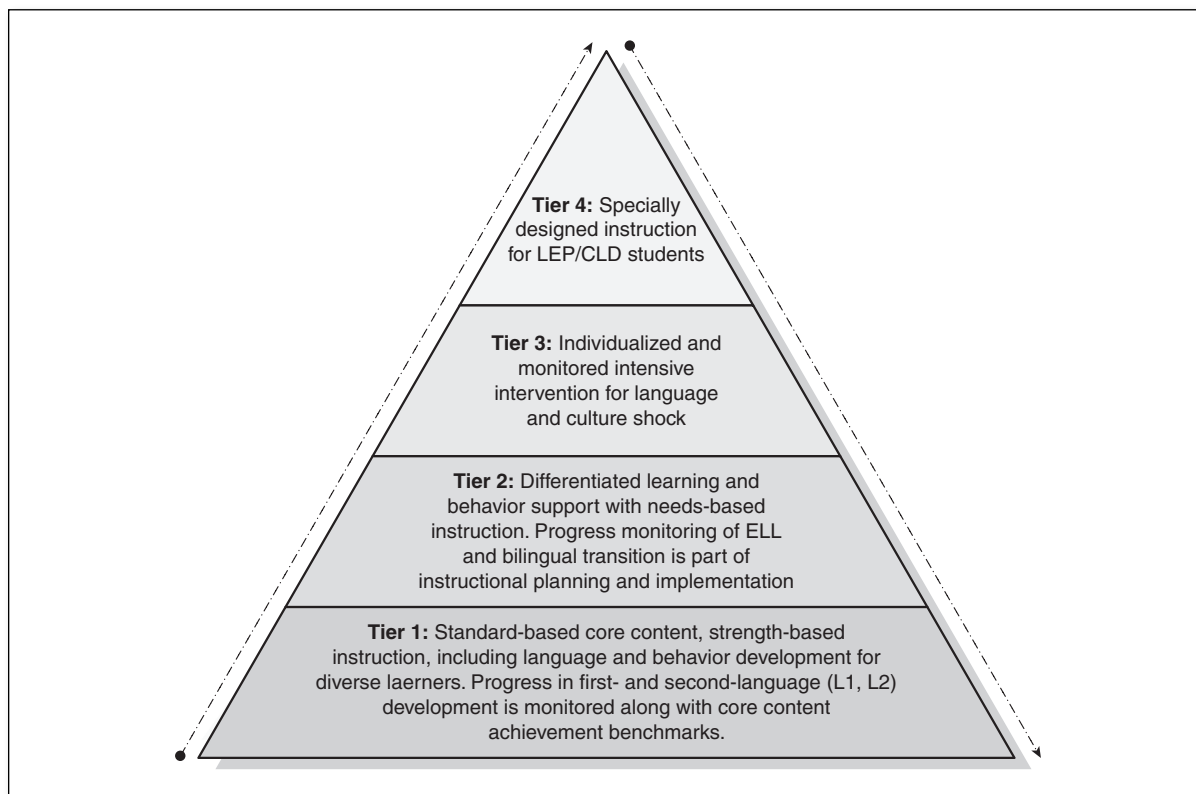 Tier 4: Specially
designed instruction
for LEP/CLD students
Tier 3: Individualized and
monitored intensive
intervention for language
and culture shock
Tier 2: Differentiated learning and
behavior support with needs-based
instruction. Progress monitoring of ELL
and bilingual transition is part of
instructional planning and implementation
Tier 1: Standard-based core content, strength-based
instruction, including language and behavior development for
diverse laerners. Progress in first- and second-language (L1, L2)
development is monitored along with core content
achievement benchmarks.